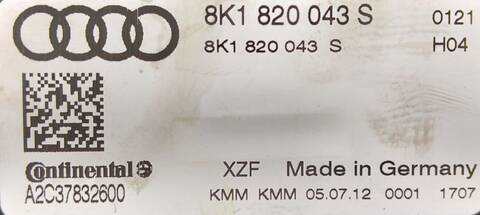 8K1 820 043 S 0121
8K1 820 043 S H04
Continental
A2C37832600
XZF Made in Germany
KMM KMM 05.07.12 0001 1707